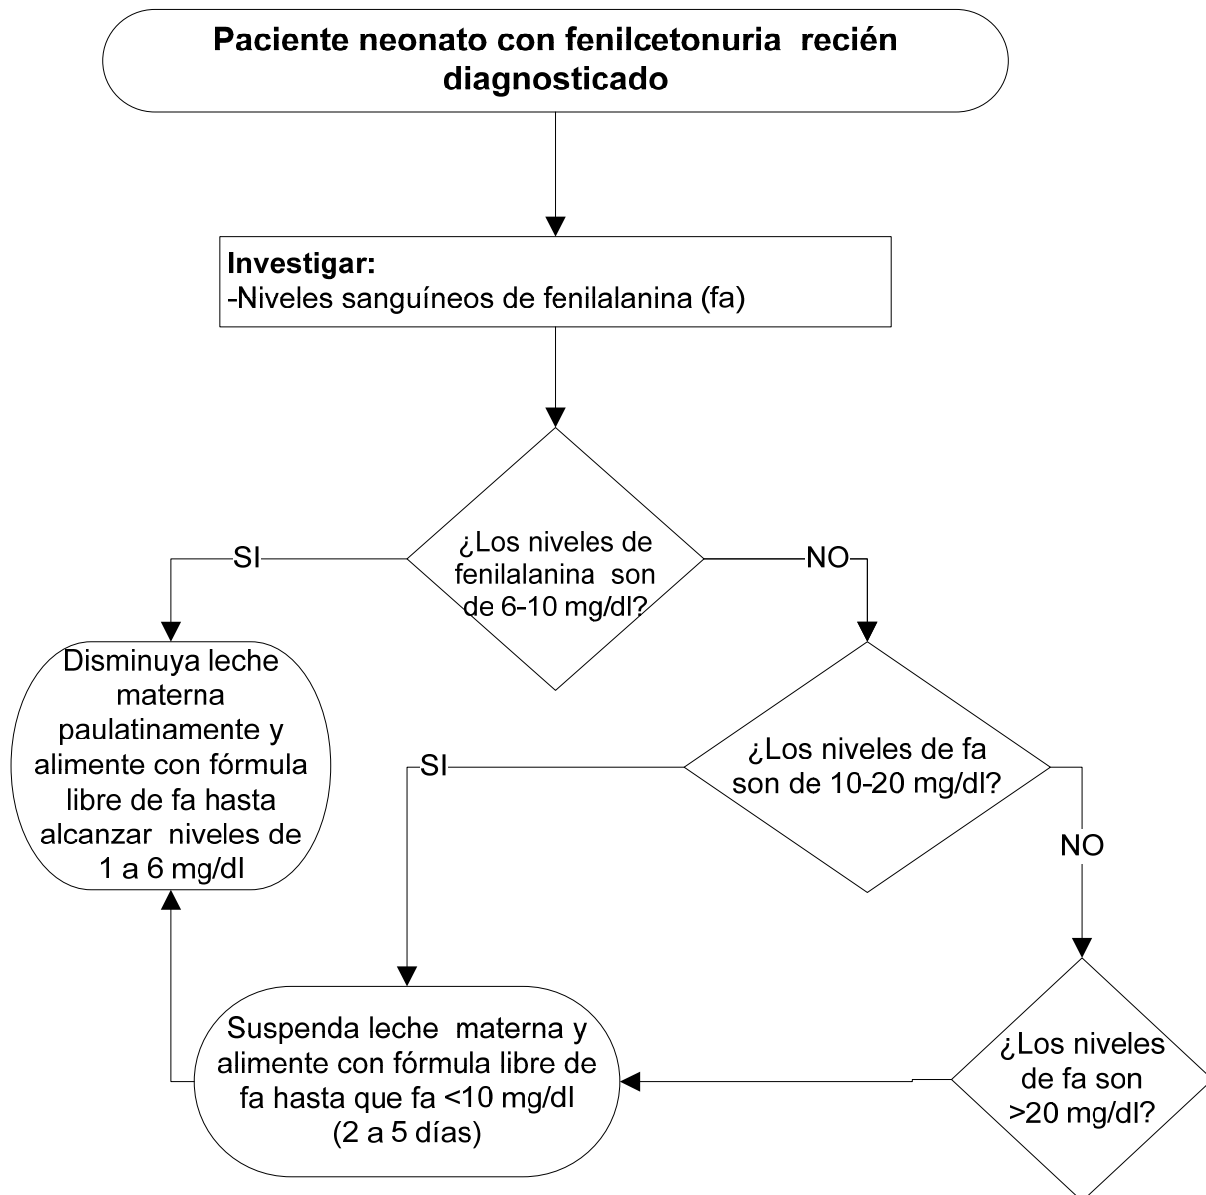 Paciente neonato con fenilcetonuria recién
diagnosticado
Investigar:
-Niveles sanguíneos de fenilalanina (fa)
¿Los niveles de
fenilalanina son
de 6-10 mg/dl?
SI
NO
Disminuya leche
materna
paulatinamente y
alimente con fórmula
libre de fa hasta
alcanzar niveles de
1 a 6 mg/dl
¿Los niveles de fa
son de 10-20 mg/dl?
SI
NO
Suspenda leche materna y
alimente con fórmula libre de
fa hasta que fa <10 mg/dl
(2 a 5 días)
¿Los niveles
de fa son
>20 mg/dl?